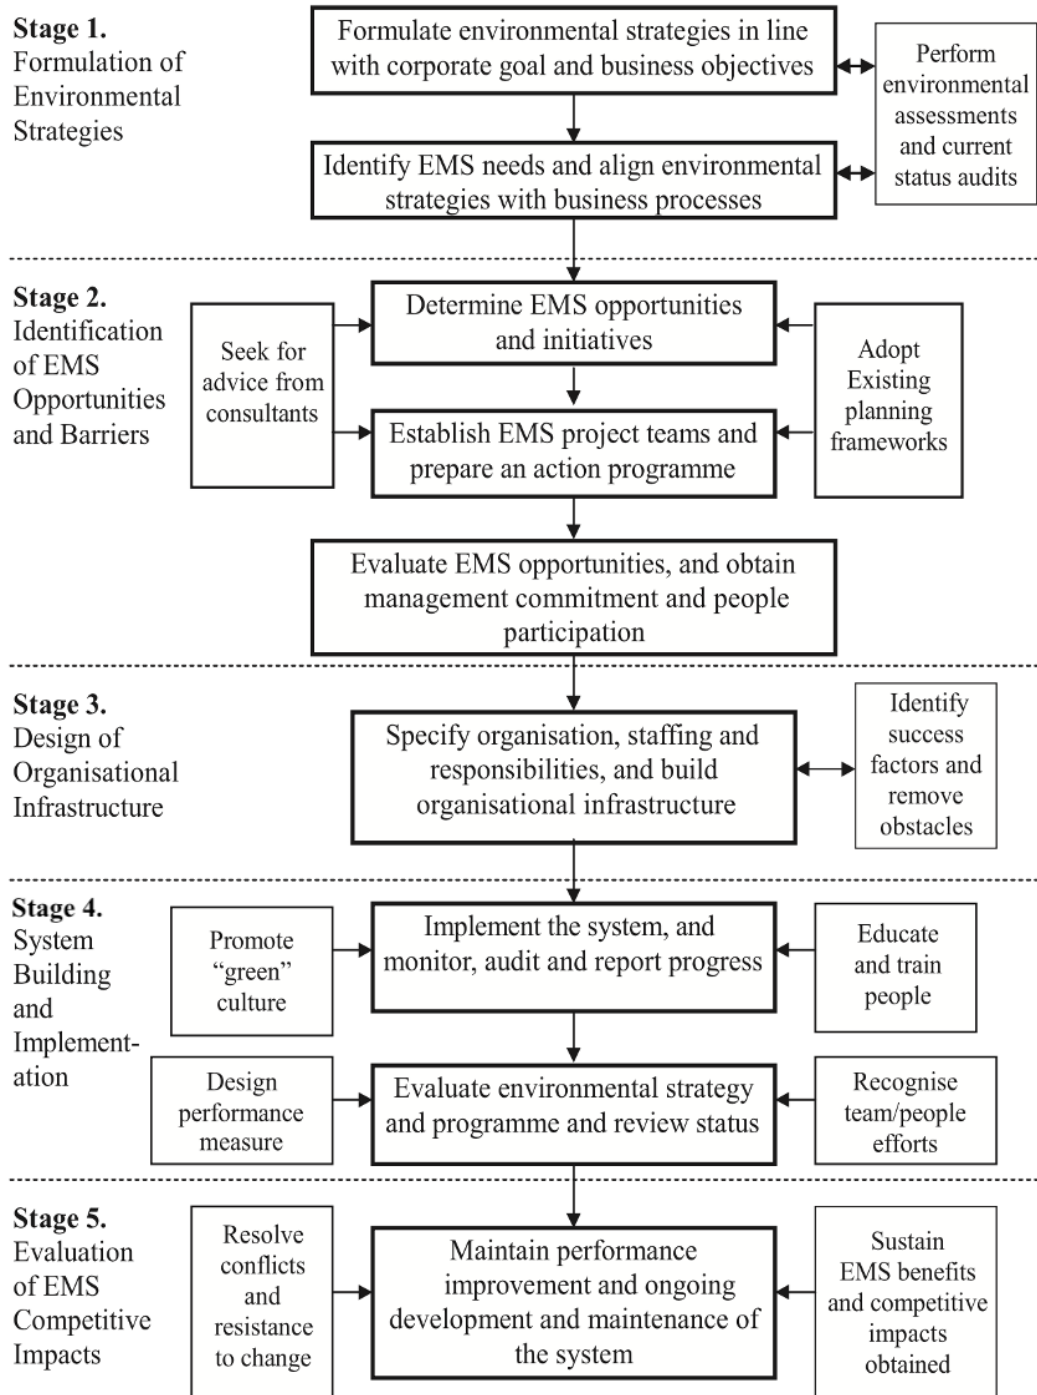 Stage 1.
Formulation of
Environmental
Strategies
Formulate environmental strategies in line
with corporate goal and business objectives
Perform
environmental
assessments
and current
status audits
Identify EMS needs and align environmental
strategies with business processes
Stage 2.
Identification
of EMS
Opportunities
and Barriers
Seek for
advice from
consultants
Determine EMS opportunities
and initiatives
Adopt
Existing
planning
frameworks
Establish EMS project teams and
prepare an action programme
Evaluate EMS opportunities, and obtain
management commitment and people
participation
Stage 3.
Design of
Organisational
Infrastructure
Specify organisation, staffing and
responsibilities, and build
organisational infrastructure
Identify
success
factors and
remove
obstacles
Stage 4.
System
Building
and
Implement-
ation
Promote
“green”
culture
Implement the system, and
monitor, audit and report progress
Educate
and train
people
Design
performance
measure
Evaluate environmental strategy
and programme and review status
Recognise
team/people
efforts
Stage 5.
Evaluation
of EMS
Competitive
Impacts
Resolve
conflicts
and
resistance
to change
Maintain performance
improvement and ongoing
development and maintenance of
the system
Sustain
EMS benefits
and competitive
impacts
obtained